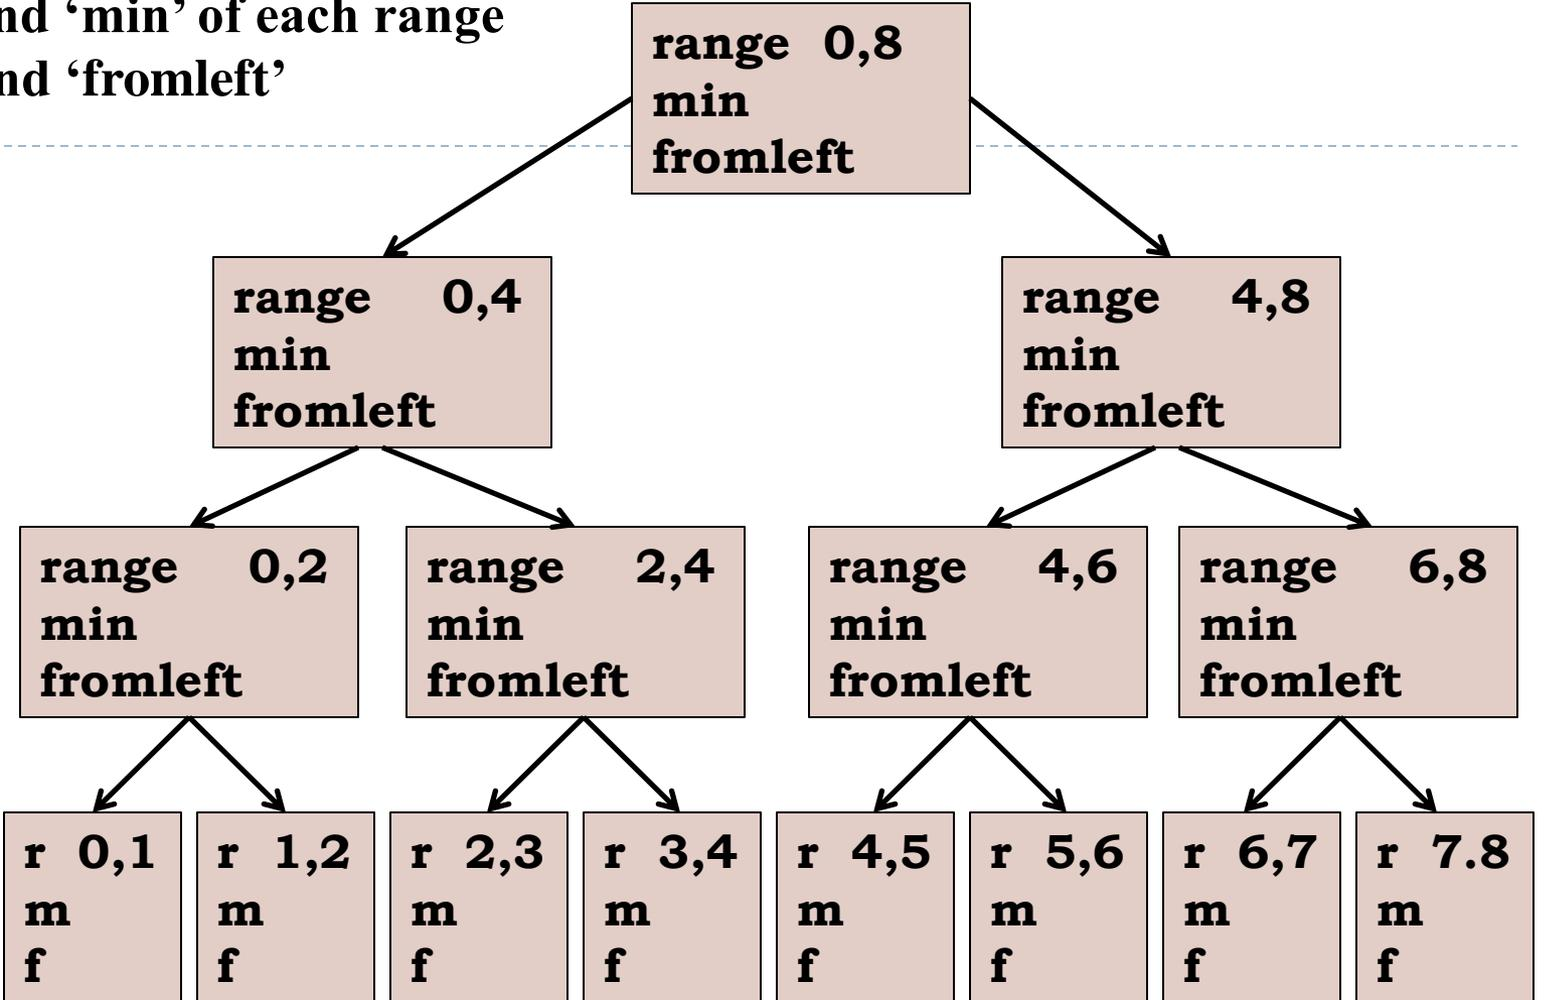 nd ‘min’ of each range
nd ‘fromleft’
range 0,8
min
fromleft
range 0,4
min
fromleft
range 4,8
min
fromleft
range 0,2
min
fromleft
range 2,4
min
fromleft
range 4,6
min
fromleft
range 6,8
min
fromleft
r 0,1
m
f
r 1,2
m
f
r 2,3
m
f
r 3,4
m
f
r 4,5
m
f
r 5,6
m
f
r 6,7
m
f
r 7.8
m
f